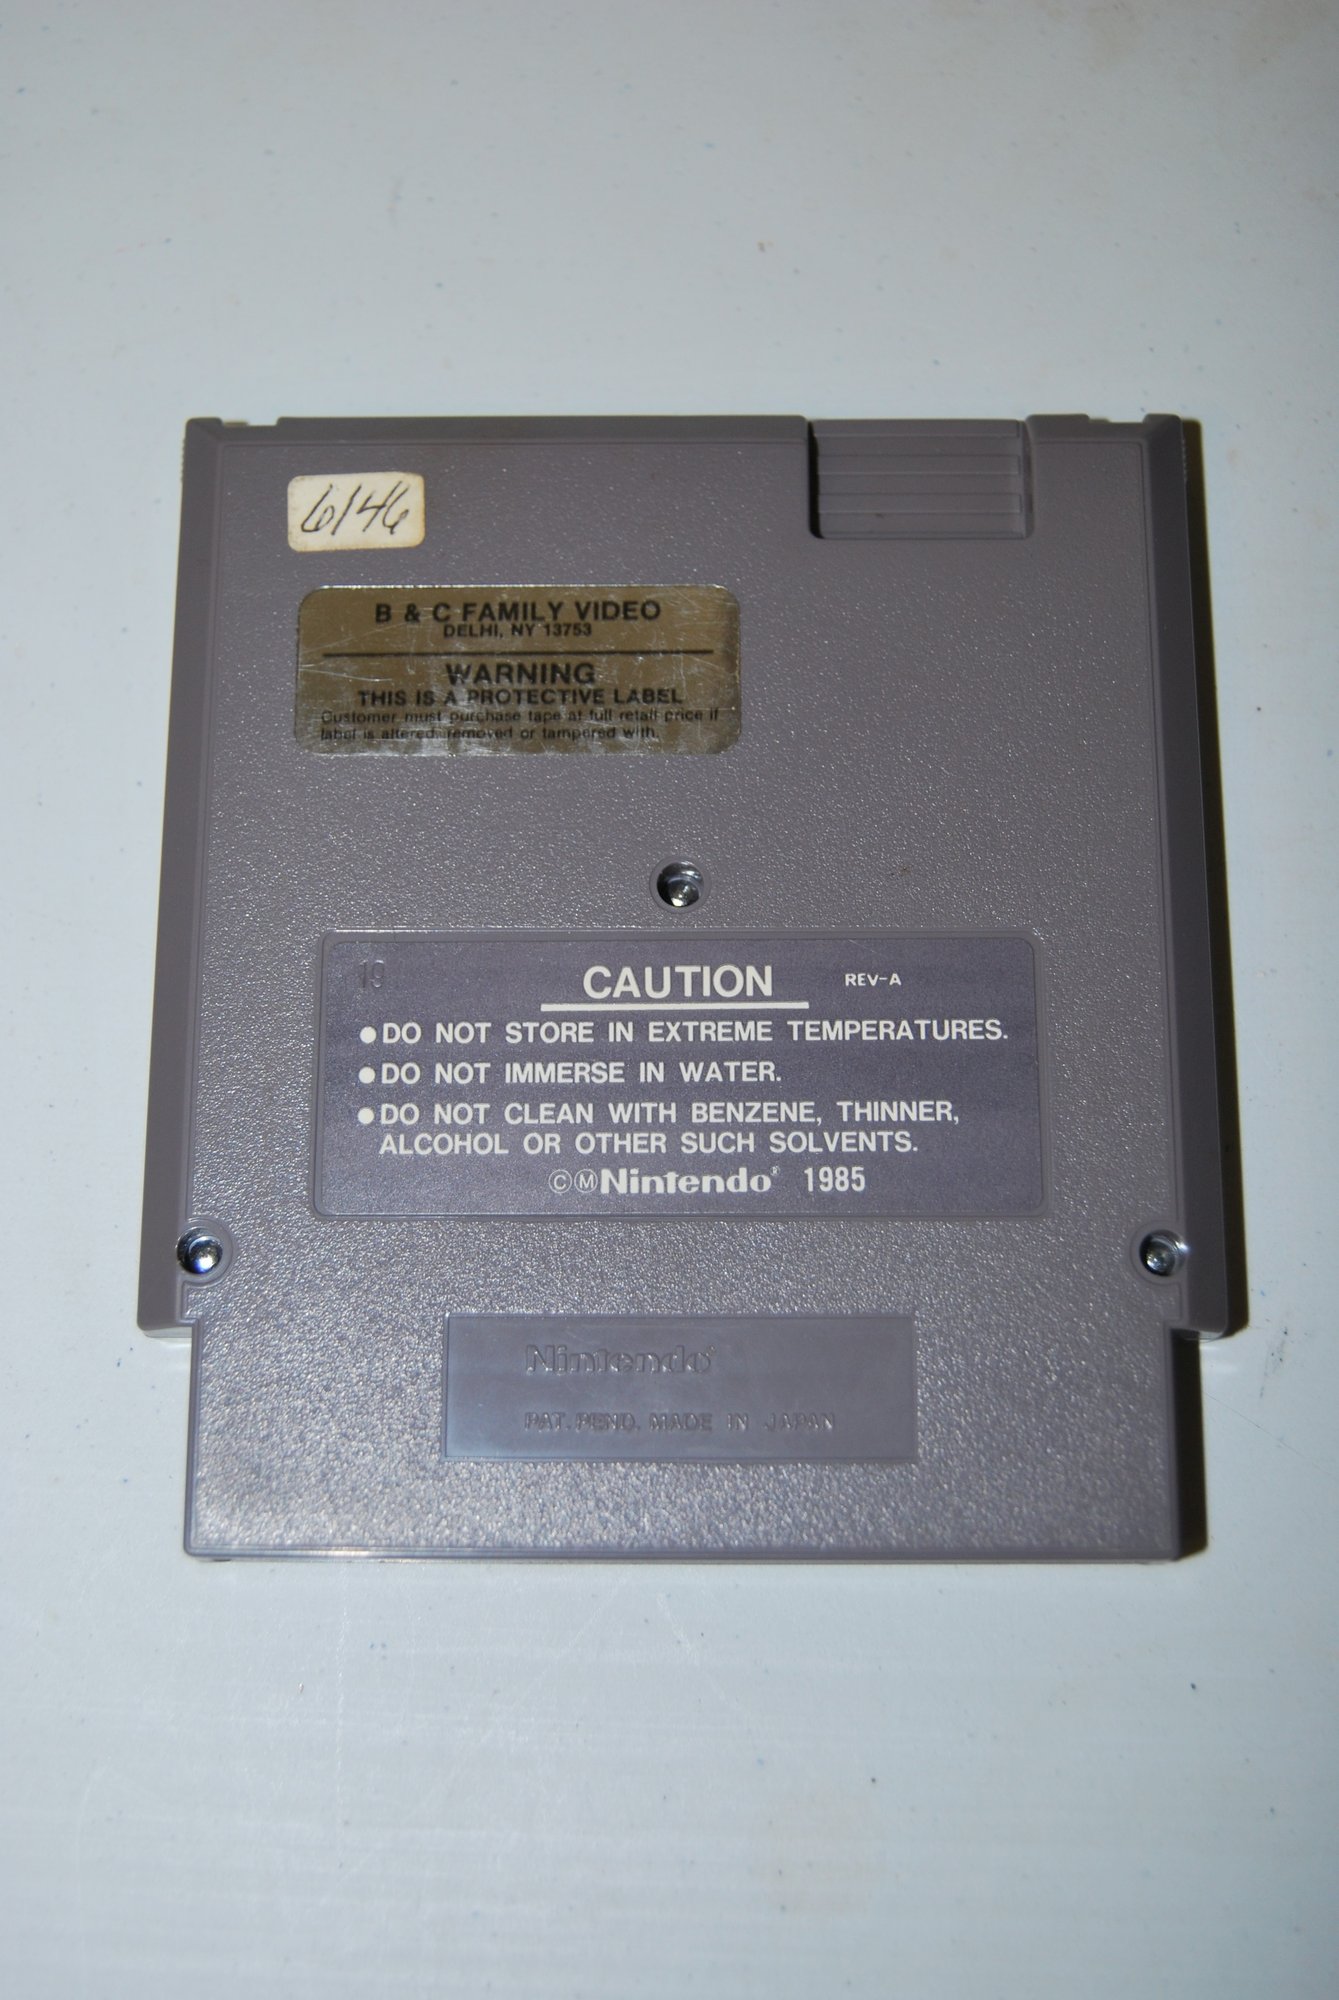 6146
B & C FAMILY VIDEO
DELHI, NY 13753
WARNING
THIS IS A PROTECTIVE LABEL
Customer must purchase tape at full retail price if
label is altered, removed or tampered with.
19
CAUTION REV-A
●DO NOT STORE IN EXTREME TEMPERATURES.
●DO NOT IMMERSE IN WATER.
●DO NOT CLEAN WITH BENZENE, THINNER,
ALCOHOL OR OTHER SUCH SOLVENTS.
©ⓂNintendo® 1985
Nintendo®
PAT. PEND. MADE IN JAPAN